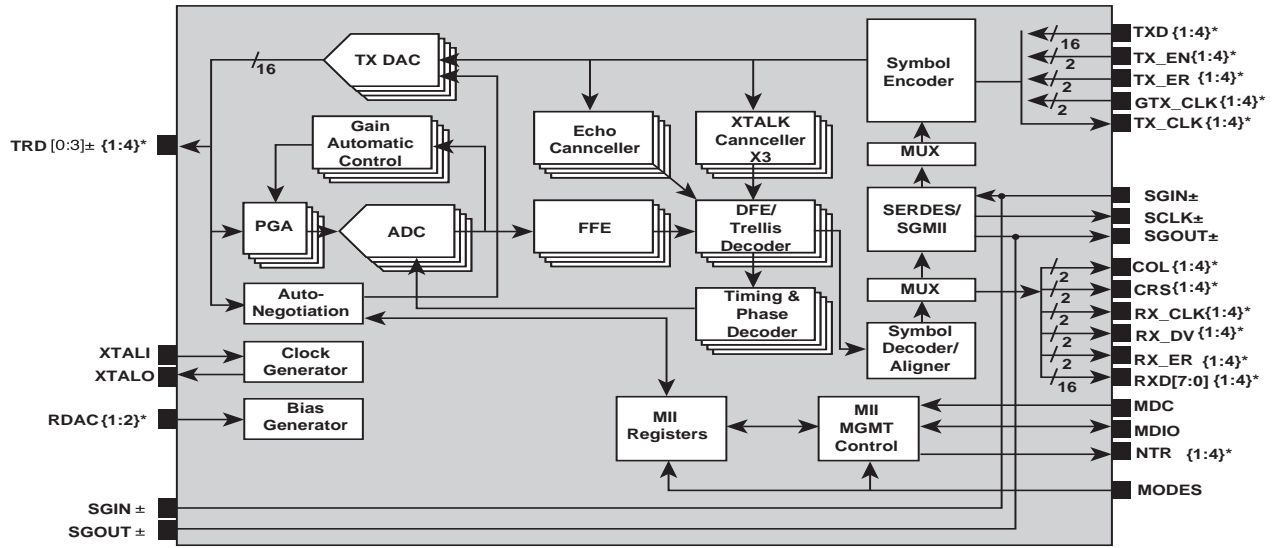 TRD [0:3]± {1:4}*
XTALI
XTALO
RDAC{1:2}*
SGIN ±
SGOUT ±
16
TX DAC
Gain
Automatic
Control
PGA
ADC
Auto-
Negotiation
Clock
Generator
Bias
Generator
Echo
Cannceller
XTALK
Cannceller
X3
FFE
DFE/
Trellis
Decoder
Timing &
Phase
Decoder
MII
Registers
MII
MGMT
Control
Symbol
Encoder
MUX
SERDES/
SGMII
MUX
Symbol
Decoder/
Aligner
16
2
2
2
TXD {1:4}*
TX_EN{1:4}*
TX_ER {1:4}*
GTX_CLK{1:4}*
TX_CLK{1:4}*
SGIN±
SCLK±
SGOUT±
2
2
2
2
2
16
COL{1:4}*
CRS{1:4}*
RX_CLK{1:4}*
RX_DV {1:4}*
RX_ER {1:4}*
RXD[7:0] {1:4}*
MDC
MDIO
NTR {1:4}*
MODES